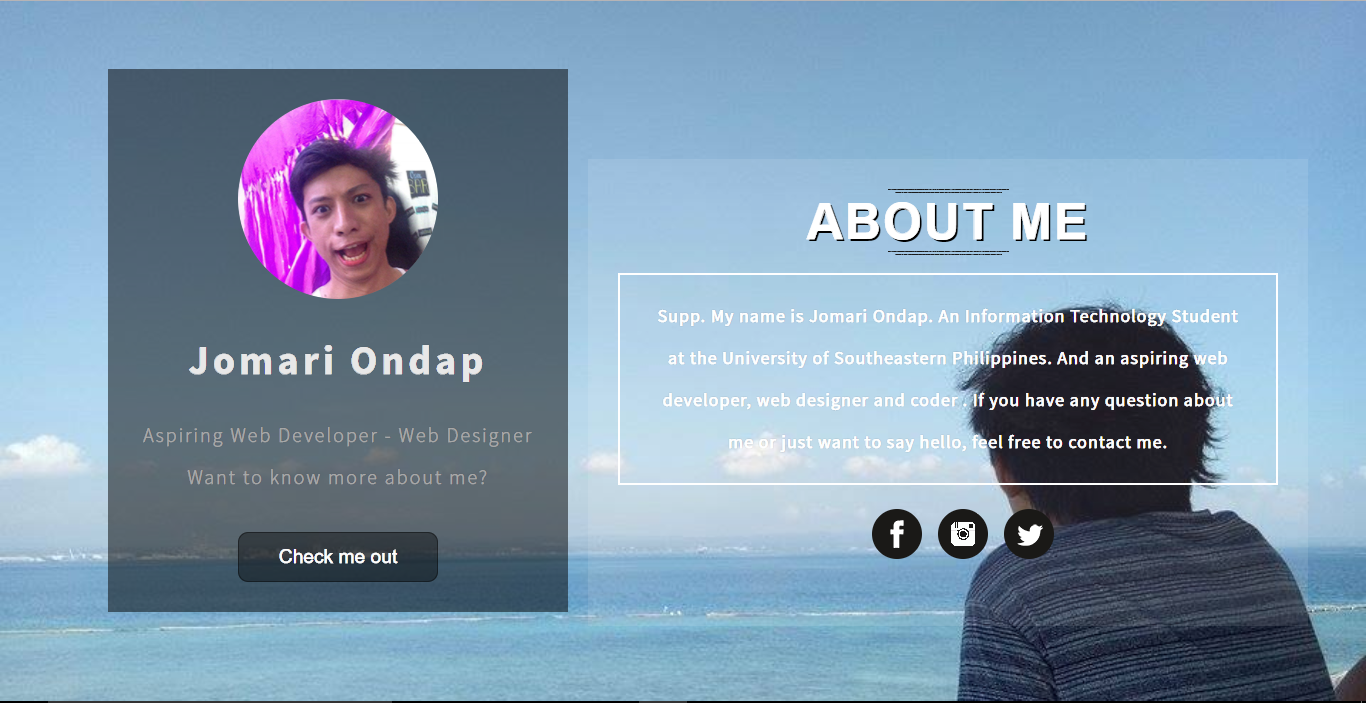 Jomari Ondap
Aspiring Web Developer - Web Designer
Want to know more about me?
Check me out
ABOUT ME
Supp. My name is Jomari Ondap. An Information Technology Student
at the University of Southeastern Philippines. And an aspiring web
developer, web designer and coder . If you have any question about
me or just want to say hello, feel free to contact me.